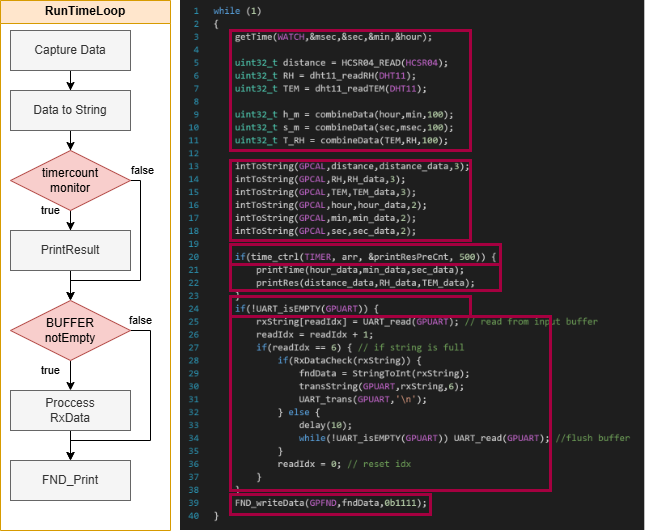 RunTimeLoop
Capture Data
Data to String
timercount
monitor
false
true
PrintResult
BUFFER
notEmpty
false
true
Proccess
RxData
FND_Print
1 while (1)
2 {
3 getTime(WATCH,&msec,&sec,&min,&hour);
4
5 uint32_t distance = HCSR04_READ(HCSR04);
6 uint32_t RH = dht11_readRH(DHT11);
7 uint32_t TEM = dht11_readTEM(DHT11);
8
9 uint32_t h_m = combineData(hour,min,100);
10 uint32_t s_m = combineData(sec,msec,100);
11 uint32_t T_RH = combineData(TEM,RH,100);
12
13 intToString(GPCAL,distance,distance_data,3);
14 intToString(GPCAL,RH,RH_data,3);
15 intToString(GPCAL,TEM,TEM_data,3);
16 intToString(GPCAL,hour,hour_data,2);
17 intToString(GPCAL,min,min_data,2);
18 intToString(GPCAL,sec,sec_data,2);
19
20 if(time_ctrl(TIMER, arr, &printResPreCnt, 500)) {
21 printTime(hour_data,min_data,sec_data);
22 printRes(distance_data,RH_data,TEM_data);
23 }
24 if(!UART_isEMPTY(GPUART)) {
25 rxString[readIdx] = UART_read(GPUART); // read from input buffer
26 readIdx = readIdx + 1;
27 if(readIdx == 6) { // if string is full
28 if(RxDataCheck(rxString)) {
29 fndData = StringToInt(rxString);
30 transString(GPUART,rxString,6);
31 UART_trans(GPUART,'\n');
32 } else {
33 delay(10);
34 while(!UART_isEMPTY(GPUART)) UART_read(GPUART); //flush buffer
35 }
36 readIdx = 0; // reset idx
37 }
38 }
39 FND_writeData(GPFND,fndData,0b1111);
40 }